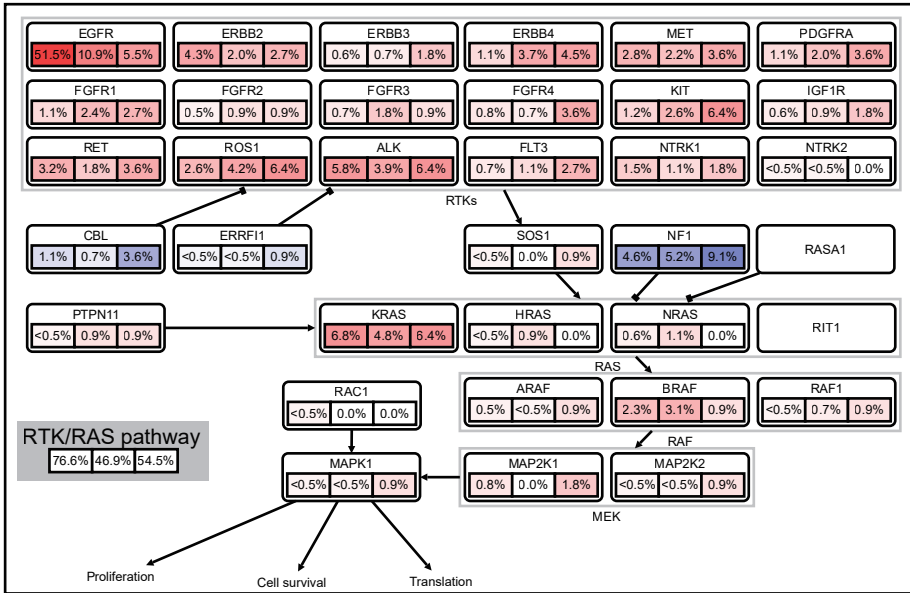 EGFR ERBB2 ERBB3 ERBB4 MET PDGFRA
51.5% 10.9% 5.5% 4.3% 2.0% 2.7% 0.6% 0.7% 1.8% 1.1% 3.7% 4.5% 2.8% 2.2% 3.6% 1.1% 2.0% 3.6%
FGFR1 FGFR2 FGFR3 FGFR4 KIT IGF1R
1.1% 2.4% 2.7% 0.5% 0.9% 0.9% 0.7% 1.8% 0.9% 0.8% 0.7% 3.6% 1.2% 2.6% 6.4% 0.6% 0.9% 1.8%
RET ROS1 ALK FLT3 NTRK1 NTRK2
3.2% 1.8% 3.6% 2.6% 4.2% 6.4% 5.8% 3.9% 6.4% 0.7% 1.1% 2.7% 1.5% 1.1% 1.8% <0.5% <0.5% 0.0%
RTKs
CBL ERRFI1 SOS1 NF1 RASA1
1.1% 0.7% 3.6% <0.5% <0.5% 0.9% <0.5% 0.0% 0.9% 4.6% 5.2% 9.1%
PTPN11 KRAS HRAS NRAS RIT1
<0.5% 0.9% 0.9% 6.8% 4.8% 6.4% <0.5% 0.9% 0.0% 0.6% 1.1% 0.0%
RAS
RAC1 ARAF BRAF RAF1
<0.5% 0.0% 0.0% 0.5% <0.5% 0.9% 2.3% 3.1% 0.9% <0.5% 0.7% 0.9%
RTK/RAS pathway
76.6% 46.9% 54.5%
RAF
MAPK1 MAP2K1 MAP2K2
<0.5% <0.5% 0.9% 0.8% 0.0% 1.8% <0.5% <0.5% 0.9%
MEK
Proliferation Cell survival Translation